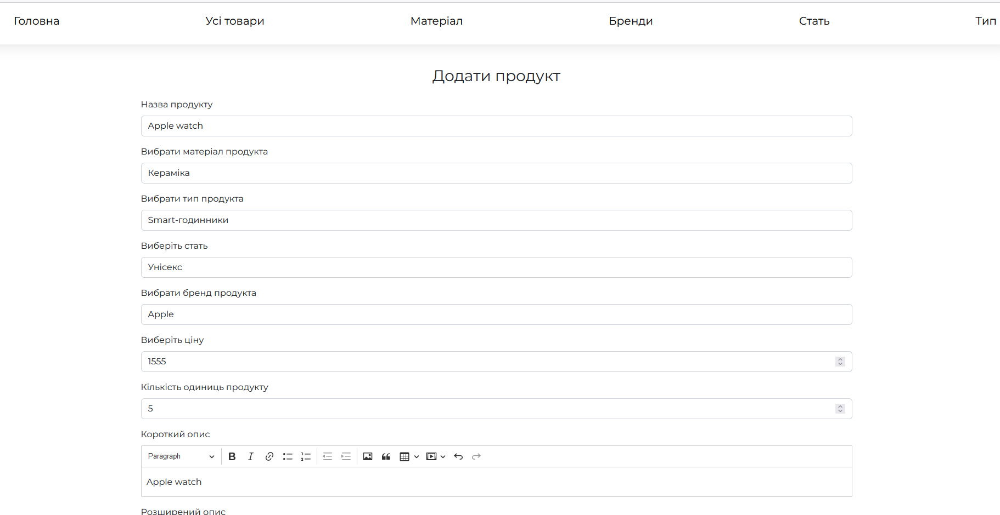 Головна Усі товари Матеріал Бренди Стать Тип
Додати продукт
Назва продукту
Apple watch
Вибрати матеріал продукта
Кераміка
Вибрати тип продукта
Smart-годинники
Виберіть стать
Унісекс
Вибрати бренд продукта
Apple
Виберіть ціну
1555
Кількість одиниць продукту
5
Короткий опис
Paragraph
Apple watch
Розширений опис